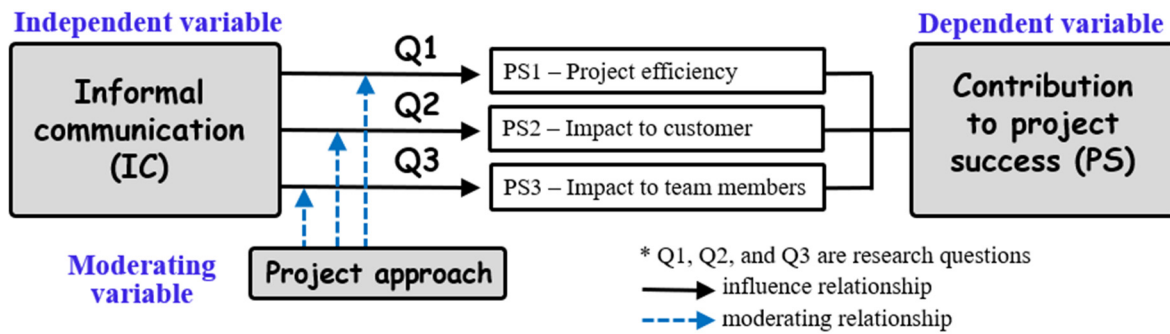 Independent variable
Dependent variable
Informal
communication
(IC)
Q1
Q2
Q3
PS1 – Project efficiency
PS2 – Impact to customer
PS3 – Impact to team members
Contribution
to project
success (PS)
Moderating
variable
Project approach
* Q1, Q2, and Q3 are research questions
influence relationship
moderating relationship